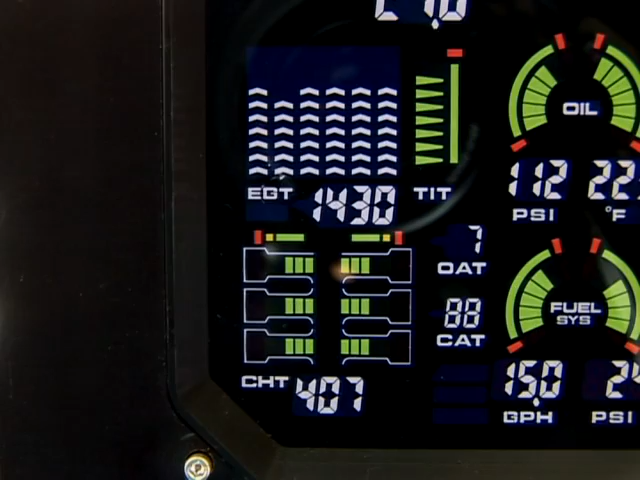 OIL
EGT 1430 TIT
112
PSI °F
7
OAT
FUEL
SYS
88
CAT
CHT 407
15.0
GPH PSI